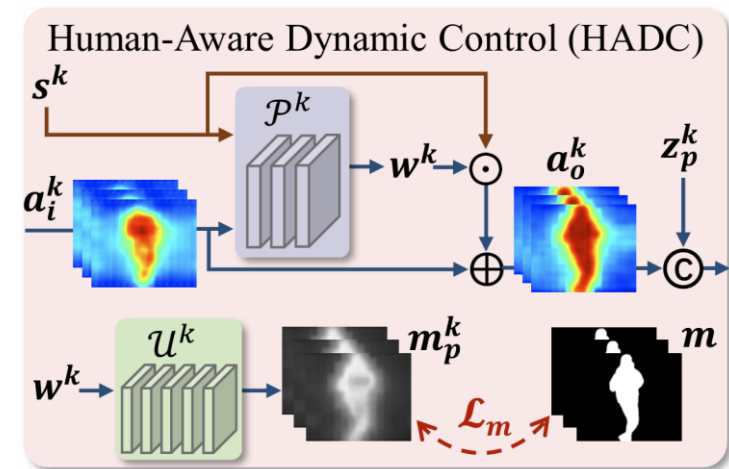 Human-Aware Dynamic Control (HADC)
s^k
𝒫^k
w^k
⊙
a_i^k
a_o^k
z_p^k
⊕
©
w^k
𝒰^k
m_p^k
m
ℒ_m